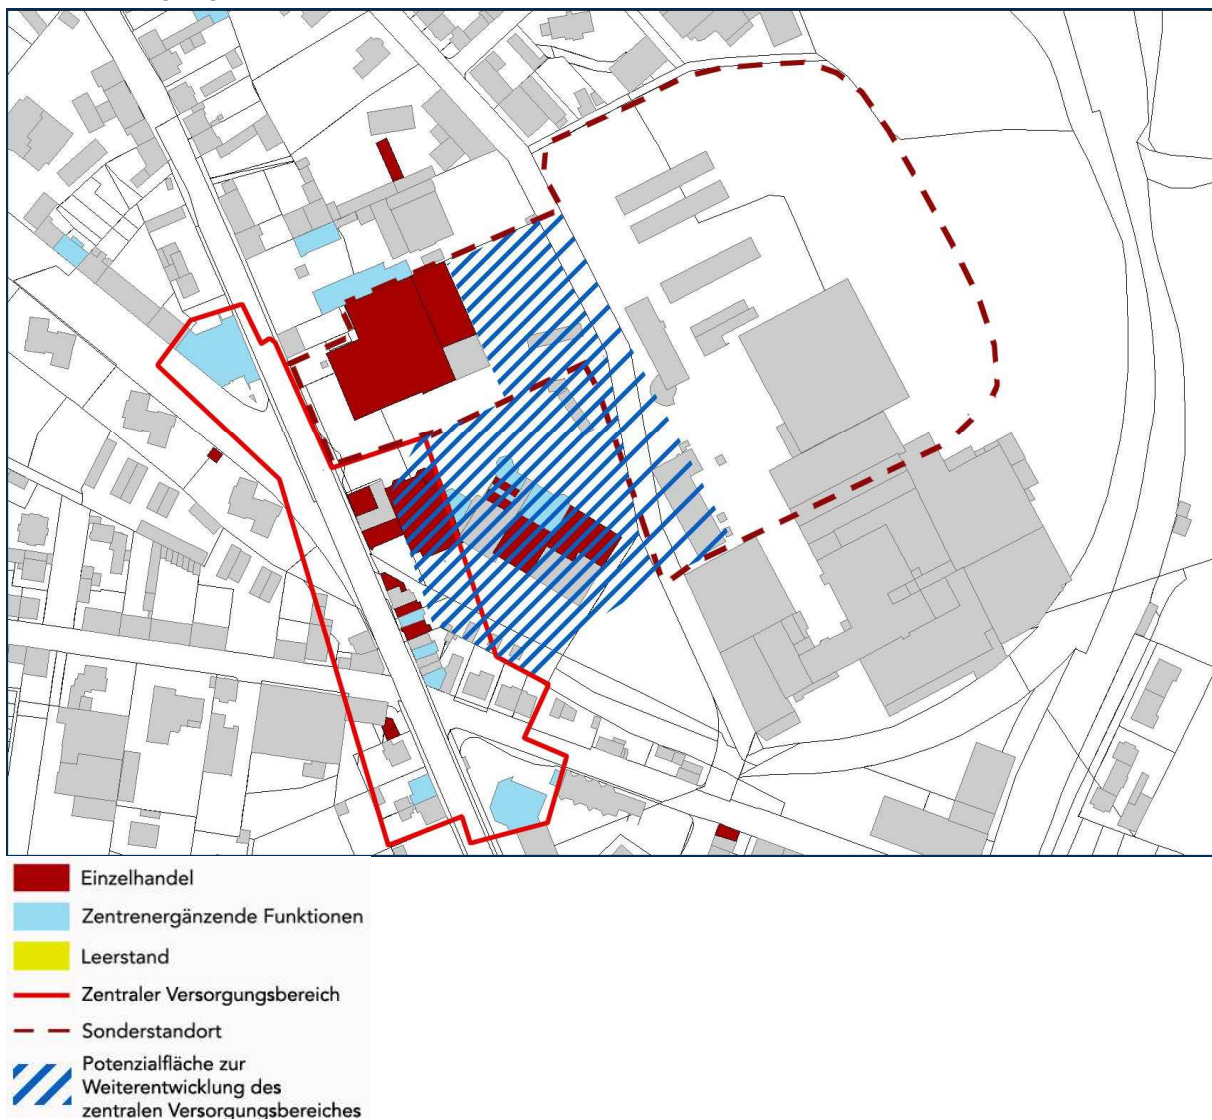 Einzelhandel
Zentrenergänzende Funktionen
Leerstand
Zentraler Versorgungsbereich
Sonderstandort
Potenzialfläche zur
Weiterentwicklung des
zentralen Versorgungsbereiches